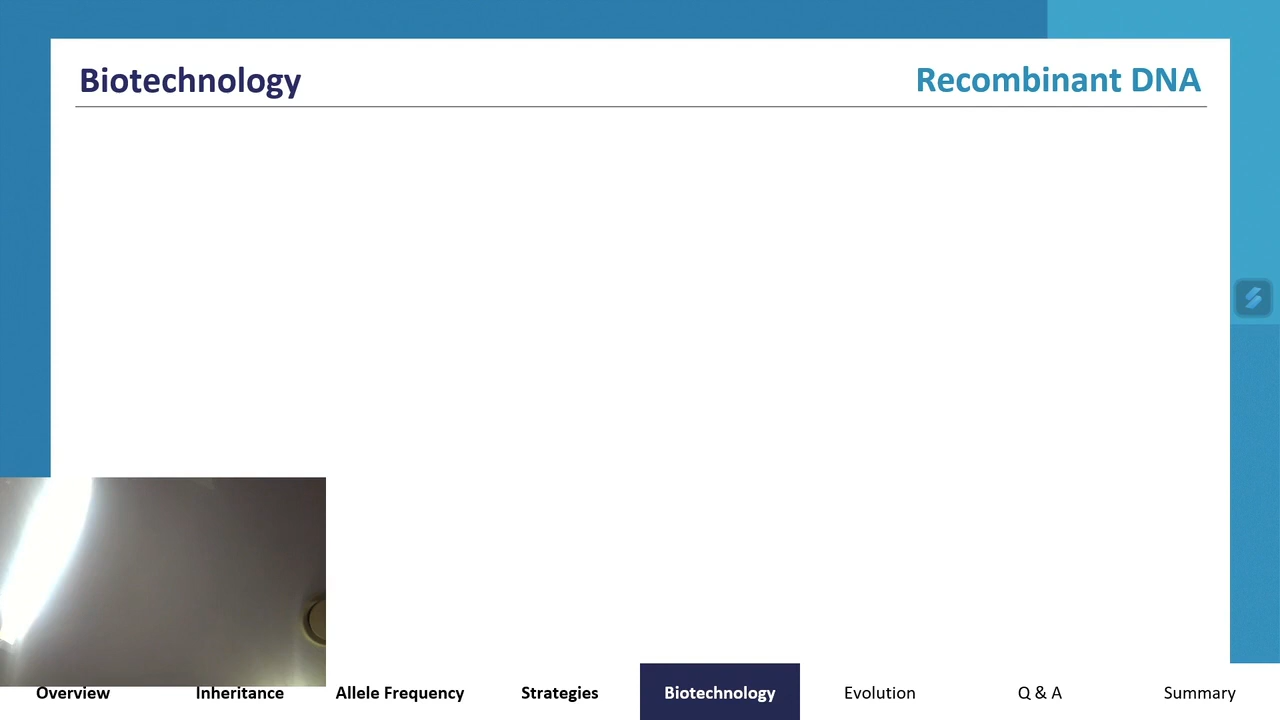 Biotechnology
Recombinant DNA
Overview
Inheritance
Allele Frequency
Strategies
Biotechnology
Evolution
Q & A
Summary